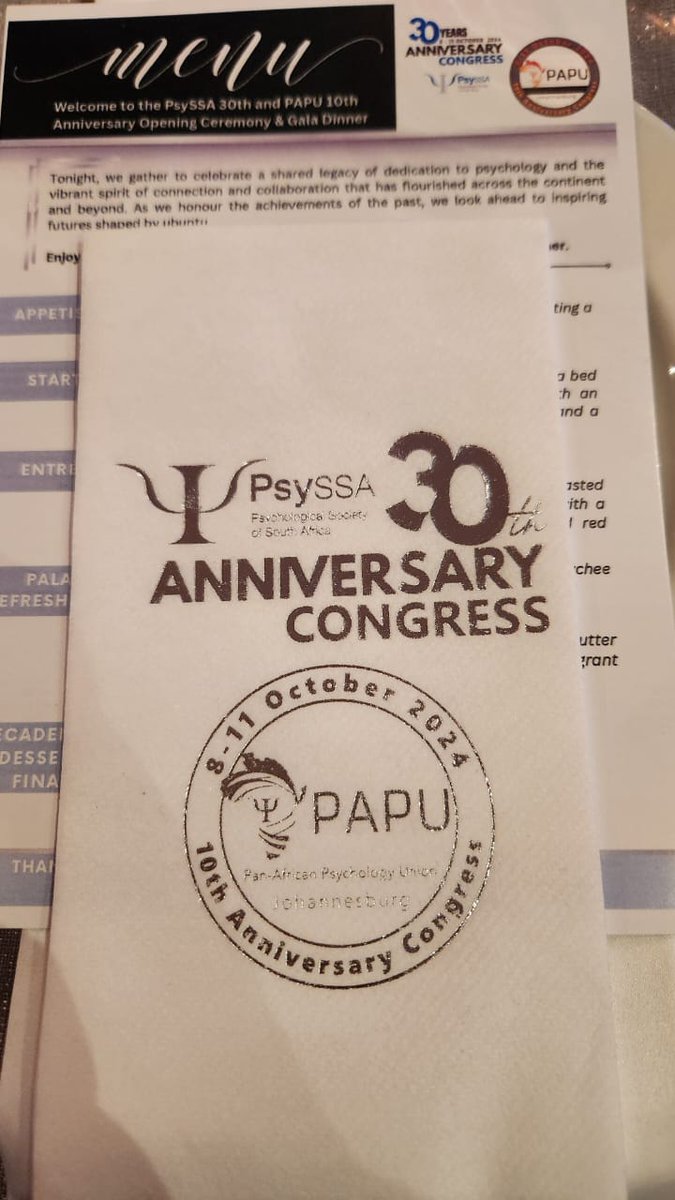 menu
Welcome to the PsySSA 30th and PAPU 10th
Anniversary Opening Ceremony & Gala Dinner
30 YEARS
OCTOBER 2024
ANNIVERSARY
CONGRESS
PsySSA
PAPU
Tonight, we gather to celebrate a shared legacy of dedication to psychology and the
vibrant spirit of connection and collaboration that has flourished across the continent
and beyond. As we honour the achievements of the past, we look ahead to inspiring
futures shaped by ubuntu
Enjoy
er.
APPETI
ting a
STAR
a bed
th an
and a
ENTRE
asted
ith a
red
PALA
EFRESH
chee
utter
grant
ECADE
DESSE
FINA
THAN
PsySSA
Psychological Society
of South Africa
30th
ANNIVERSARY
CONGRESS
8-11 October 2024
PAPU
Pan-African Psychology Union
Johannesburg
10th Anniversary Congress